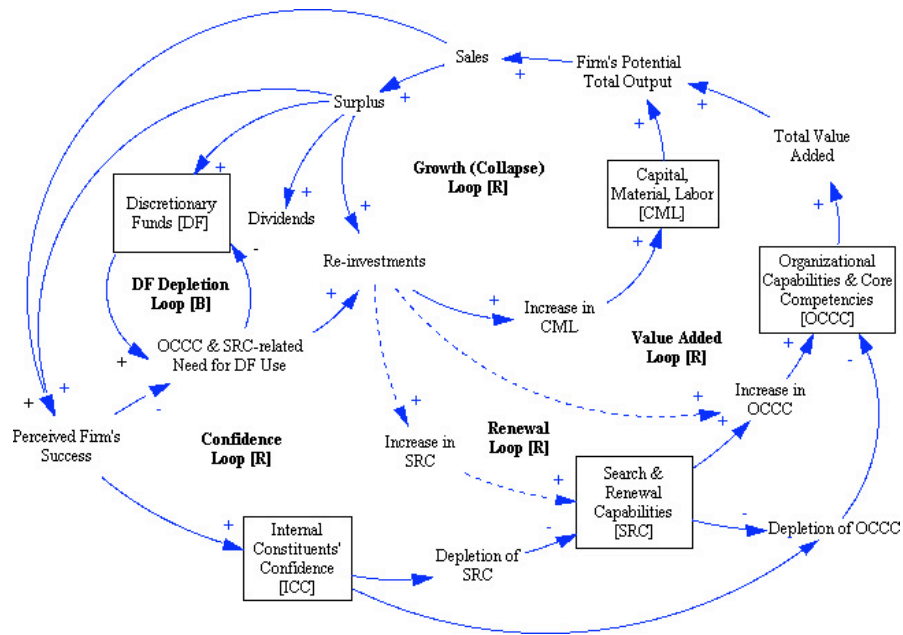 Sales
Firm's Potential
Total Output
+
+
+
Surplus
+
+
Total Value
Added
Growth (Collapse)
Loop [R]
Capital,
Material, Labor
[CML]
+
Discretionary
Funds [DF]
+
Dividends
+
+
+
+
-
Organizational
Capabilities & Core
Competencies
[OCCC]
Re-investments
DF Depletion
Loop [B]
+
+
Increase in
CML
Value Added
Loop [R]
+
-
+
OCCC & SRC-related
Need for DF Use
-
+
+
Increase in
OCCC
+
+
Perceived Firm's
Success
Confidence
Loop [R]
+
Increase in
SRC
Renewal
Loop [R]
+
Search &
Renewal
Capabilities
[SRC]
-
-
Depletion of OCCC
+
Internal
Constituents'
Confidence
[ICC]
Depletion of
SRC